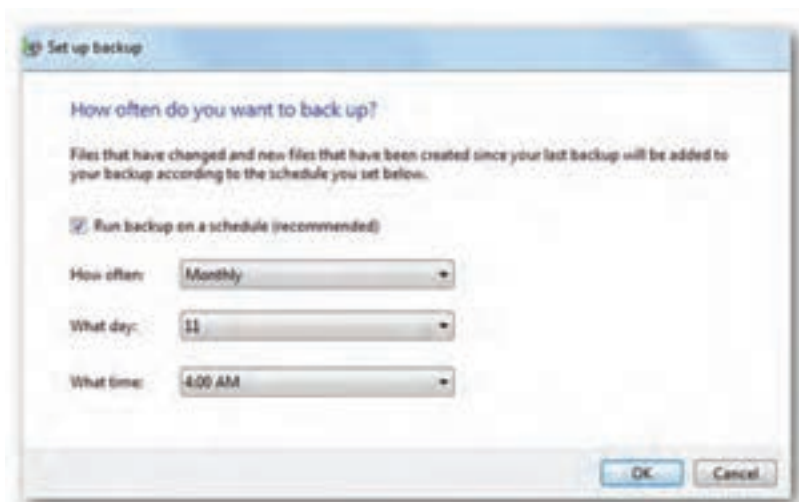 Set up backup
How often do you want to back up?
Files that have changed and new files that have been created since your last backup will be added to
your backup according to the schedule you set below.
Run backup on a schedule (recommended)
How often: Monthly
What day: 11
What time: 4:00 AM
OK Cancel